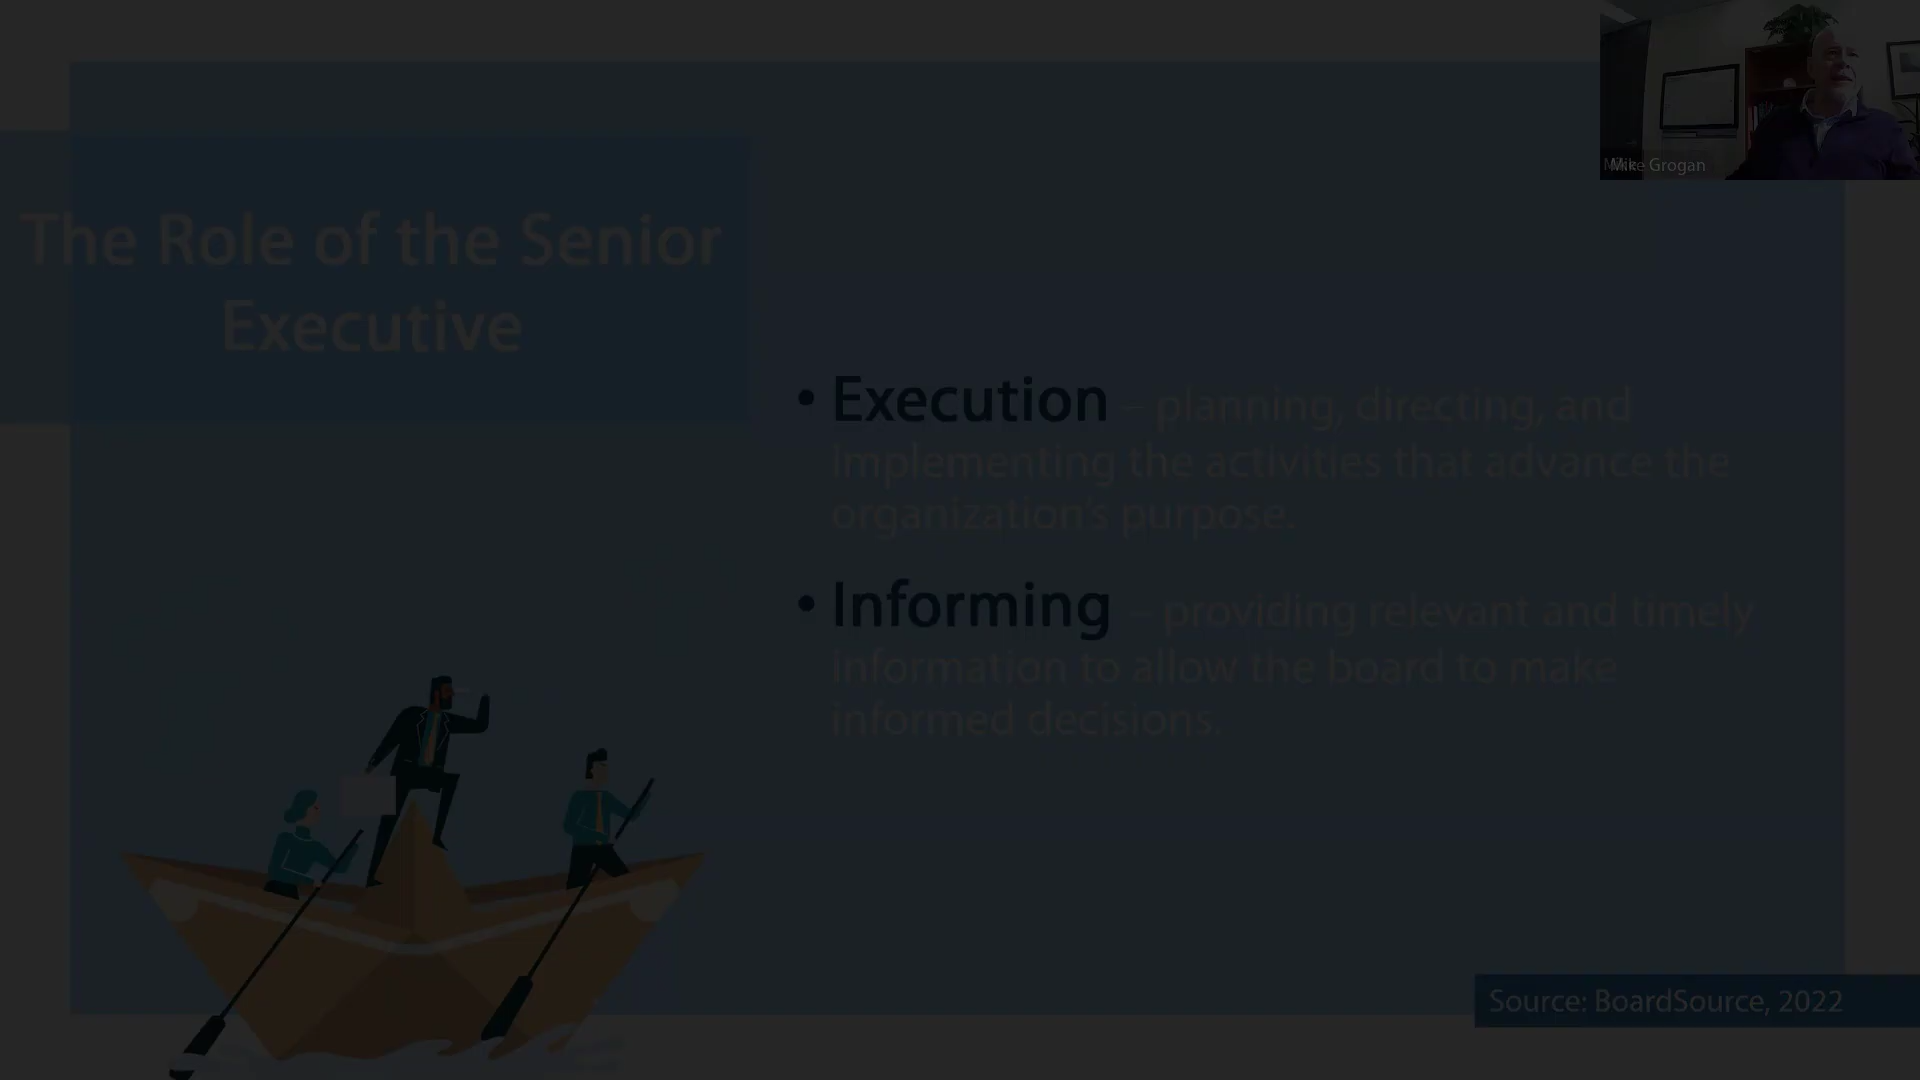 The Role of the Senior
Executive
• Execution – planning, directing, and
implementing the activities that advance the
organization's purpose.
• Informing – providing relevant and timely
information to allow the board to make
informed decisions.
Source: BoardSource, 2022
Mike Grogan